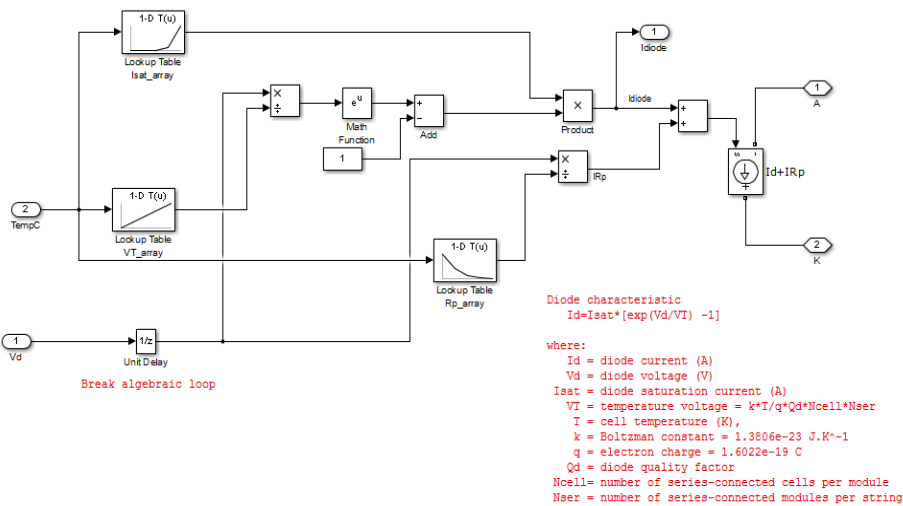 1-D T(u)
Lookup Table
Isat_array
1
Idiode
×
÷
e^u
Math
Function
+
−
Add
1
×
Product
Idiode
+
+
1
A
×
÷
IRp
S
-
+
Id+IRp
2
TempC
1-D T(u)
Lookup Table
VT_array
1-D T(u)
Lookup Table
Rp_array
2
K
1
Vd
1/z
Unit Delay
Break algebraic loop
Diode characteristic
Id=Isat*[exp(Vd/VT) -1]
where:
Id = diode current (A)
Vd = diode voltage (V)
Isat = diode saturation current (A)
VT = temperature voltage = k*T/q*Qd*Ncell*Nser
T = cell temperature (K),
k = Boltzman constant = 1.3806e-23 J.K^-1
q = electron charge = 1.6022e-19 C
Qd = diode quality factor
Ncell= number of series-connected cells per module
Nser = number of series-connected modules per string